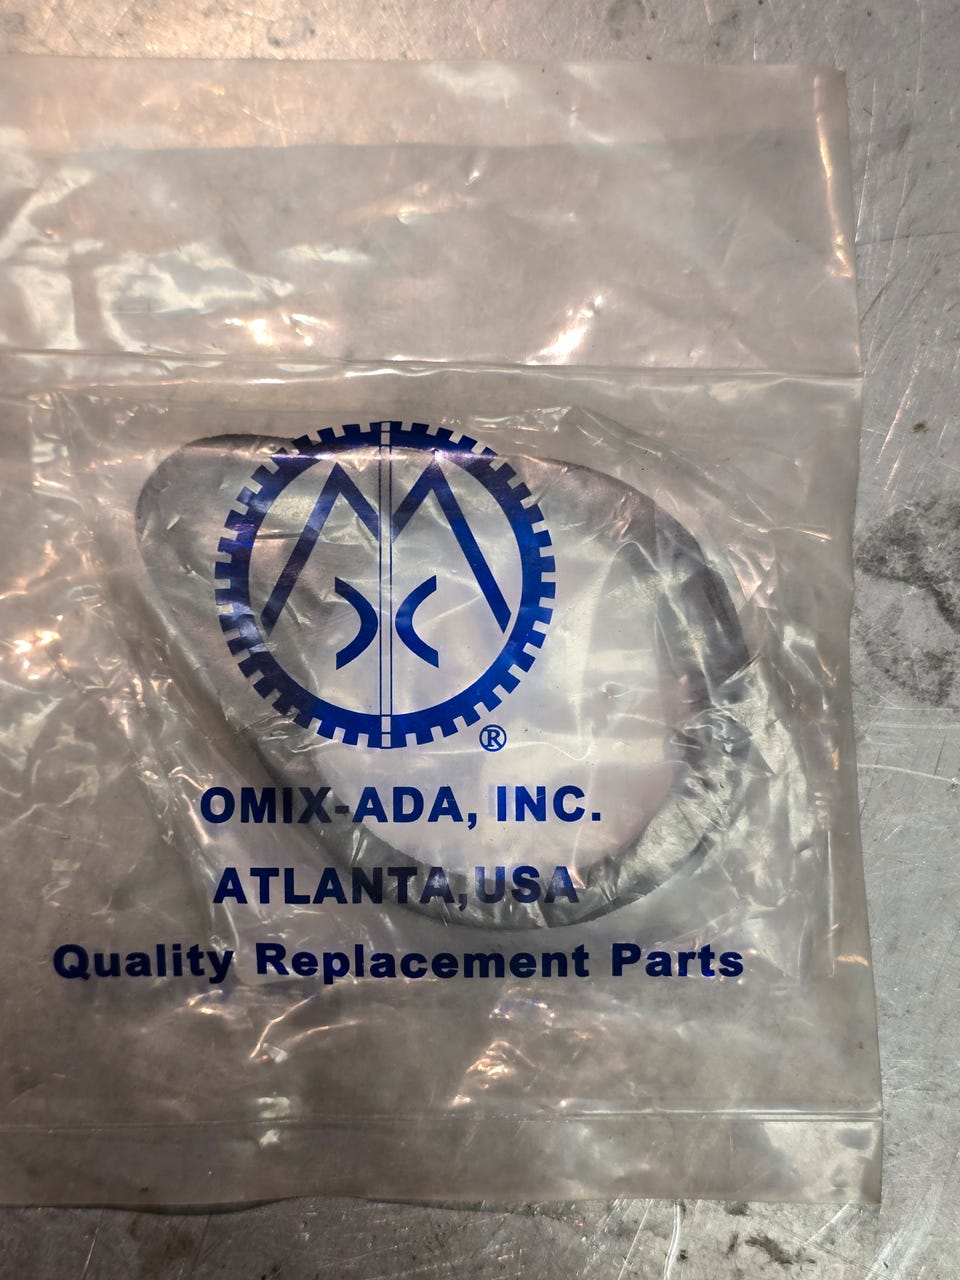 ®
OMIX-ADA, INC.
ATLANTA,USA
Quality Replacement Parts